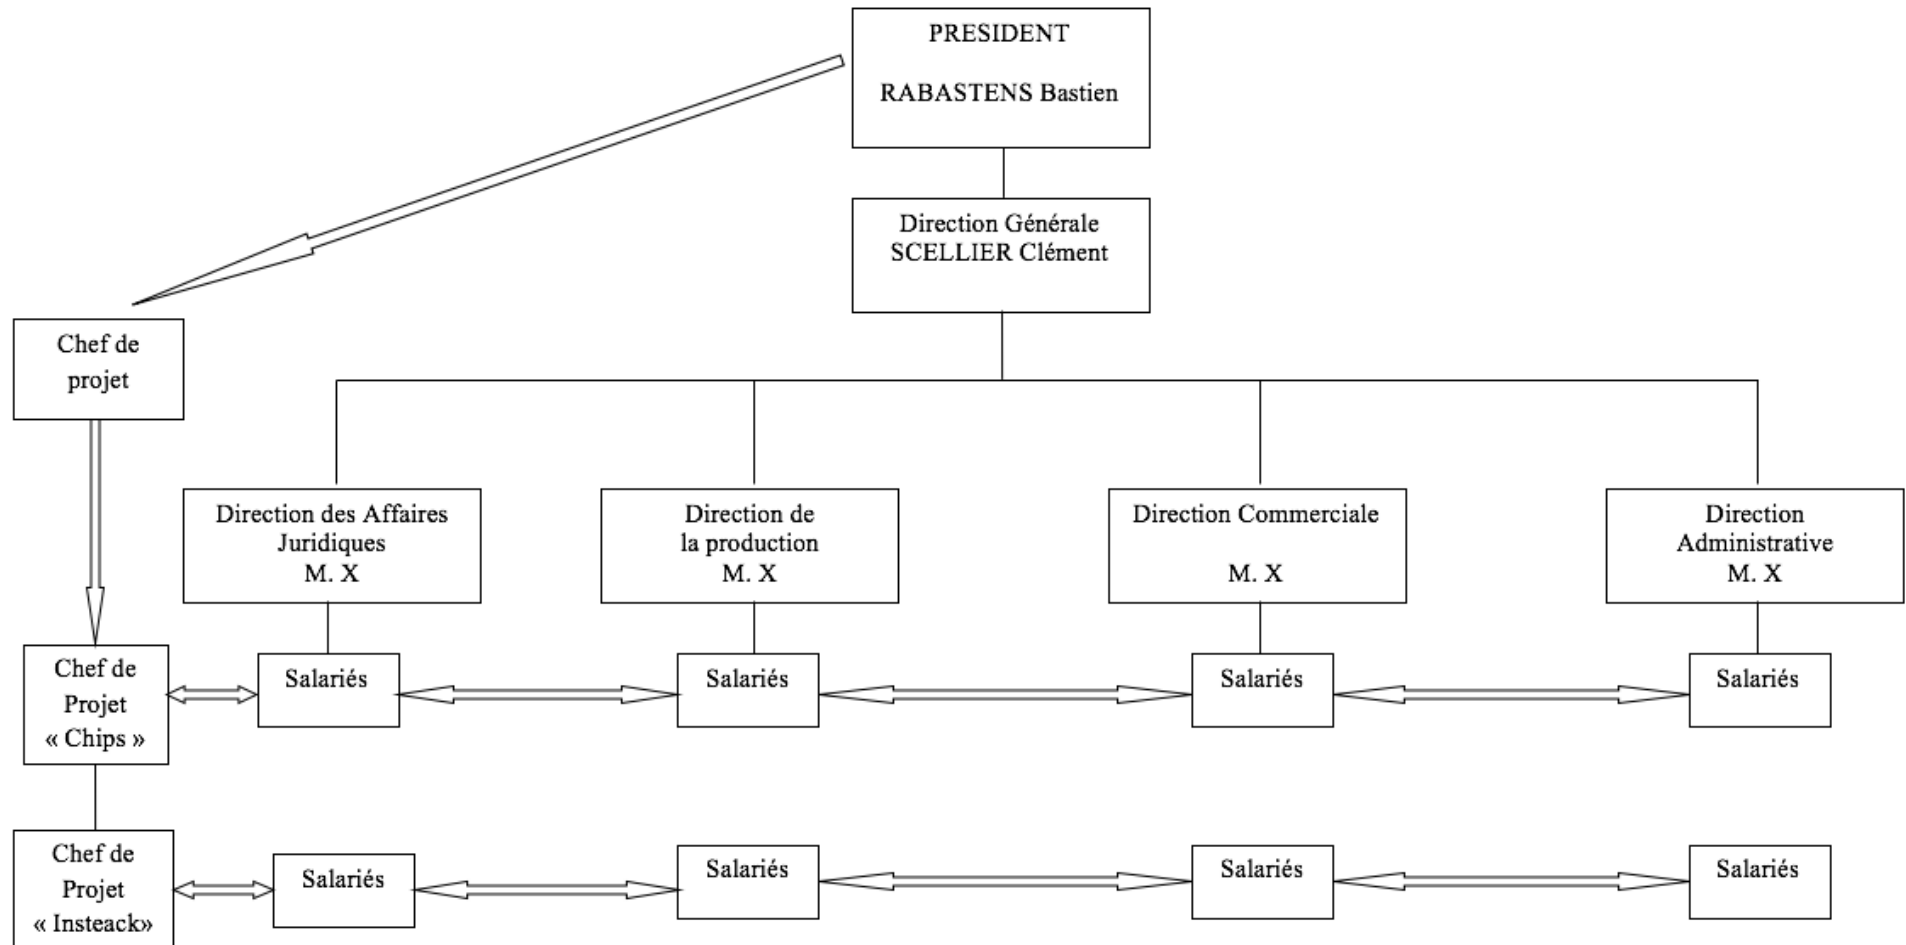 PRESIDENT
RABASTENS Bastien
Direction Générale
SCELLIER Clément
Chef de
projet
Direction des Affaires
Juridiques
M. X
Direction de
la production
M. X
Direction Commerciale
M. X
Direction
Administrative
M. X
Chef de
Projet
« Chips »
Salariés
Salariés
Salariés
Salariés
Chef de
Projet
« Insteack»
Salariés
Salariés
Salariés
Salariés